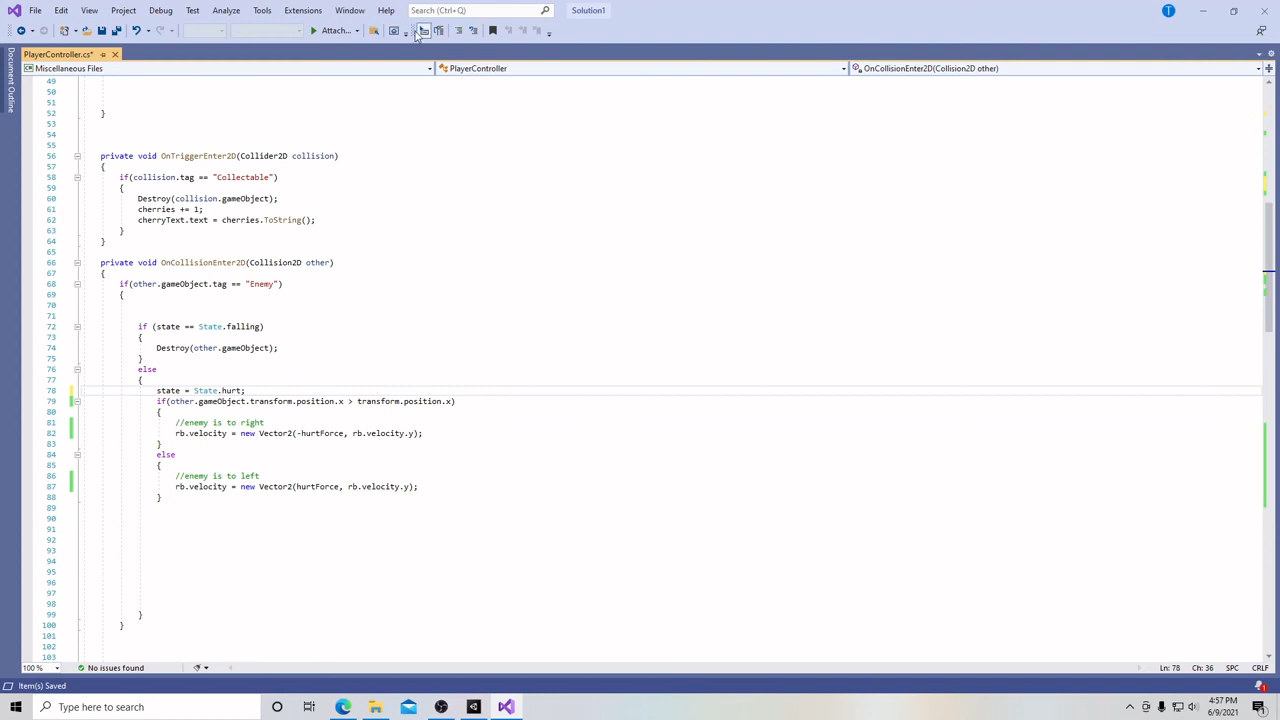 File Edit View Project Debug Test Analyze Tools Extensions Window Help Search (Ctrl+Q) Solution1 T
Attach...
PlayerController.cs*
Document Outline
Miscellaneous Files PlayerController OnCollisionEnter2D(Collision2D other)
49
50
51
52 }
53
54
55
56 private void OnTriggerEnter2D(Collider2D collision)
57 {
58 if(collision.tag == "Collectable")
59 {
60 Destroy(collision.gameObject);
61 cherries += 1;
62 cherryText.text = cherries.ToString();
63 }
64 }
65
66 private void OnCollisionEnter2D(Collision2D other)
67 {
68 if(other.gameObject.tag == "Enemy")
69 {
70
71
72 if (state == State.falling)
73 {
74 Destroy(other.gameObject);
75 }
76 else
77 {
78 state = State.hurt;
79 if(other.gameObject.transform.position.x > transform.position.x)
80 {
81 //enemy is to right
82 rb.velocity = new Vector2(-hurtForce, rb.velocity.y);
83 }
84 else
85 {
86 //enemy is to left
87 rb.velocity = new Vector2(hurtForce, rb.velocity.y);
88 }
89
90
91
92
93
94
95
96
97
98
99 }
100 }
101
102
103
100 % No issues found Ln: 78 Ch: 36 SPC CRLF
Item(s) Saved 1
Type here to search 4:57 PM
6/9/2021 1